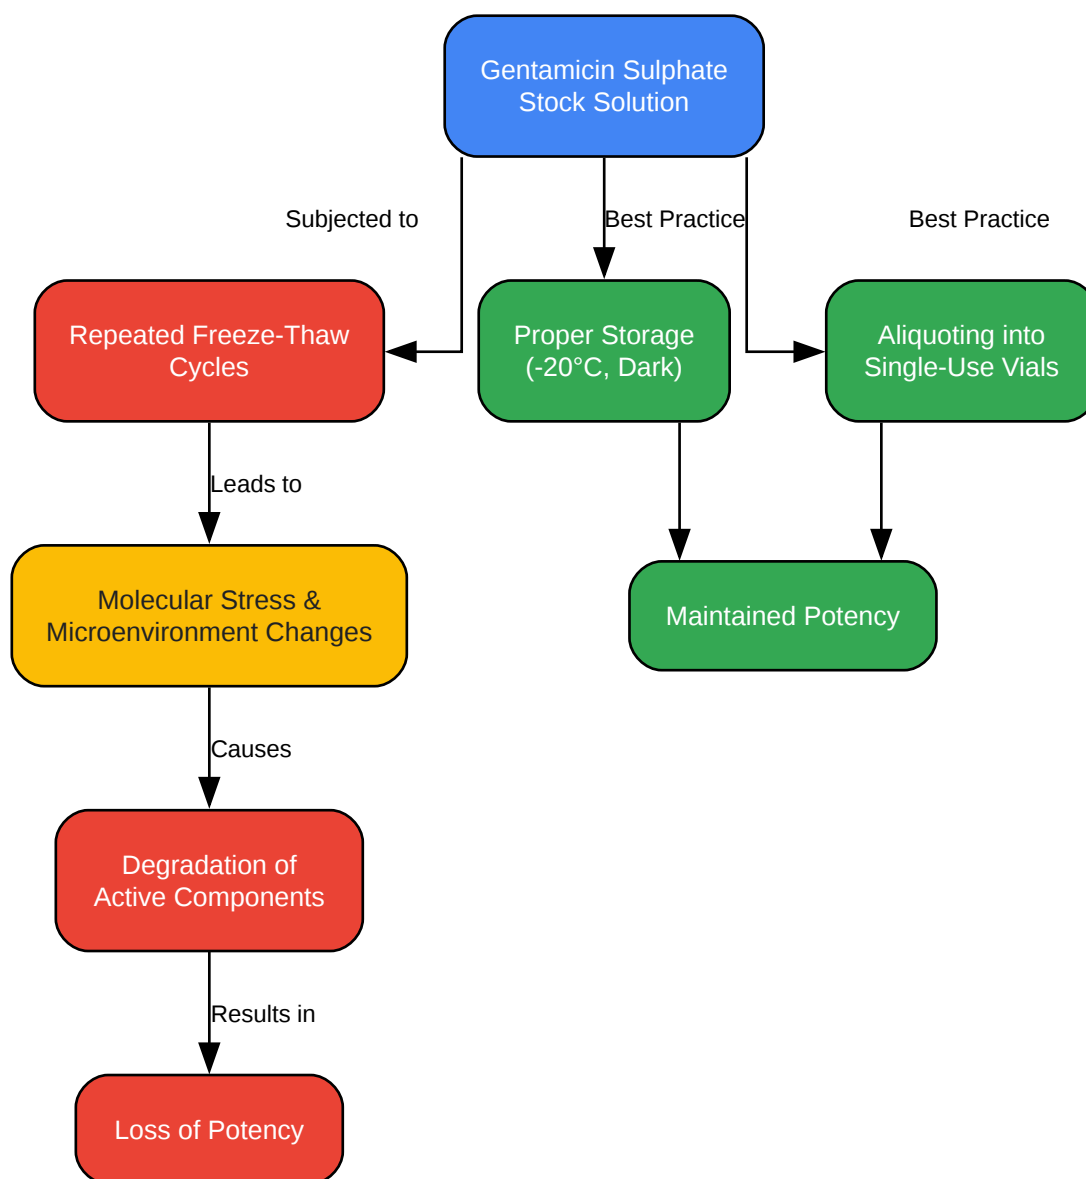 Gentamicin Sulphate
Stock Solution
Subjected to
Best Practice
Best Practice
Repeated Freeze-Thaw
Cycles
Proper Storage
(-20°C, Dark)
Aliquoting into
Single-Use Vials
Leads to
Molecular Stress &
Microenvironment Changes
Maintained Potency
Causes
Degradation of
Active Components
Results in
Loss of Potency